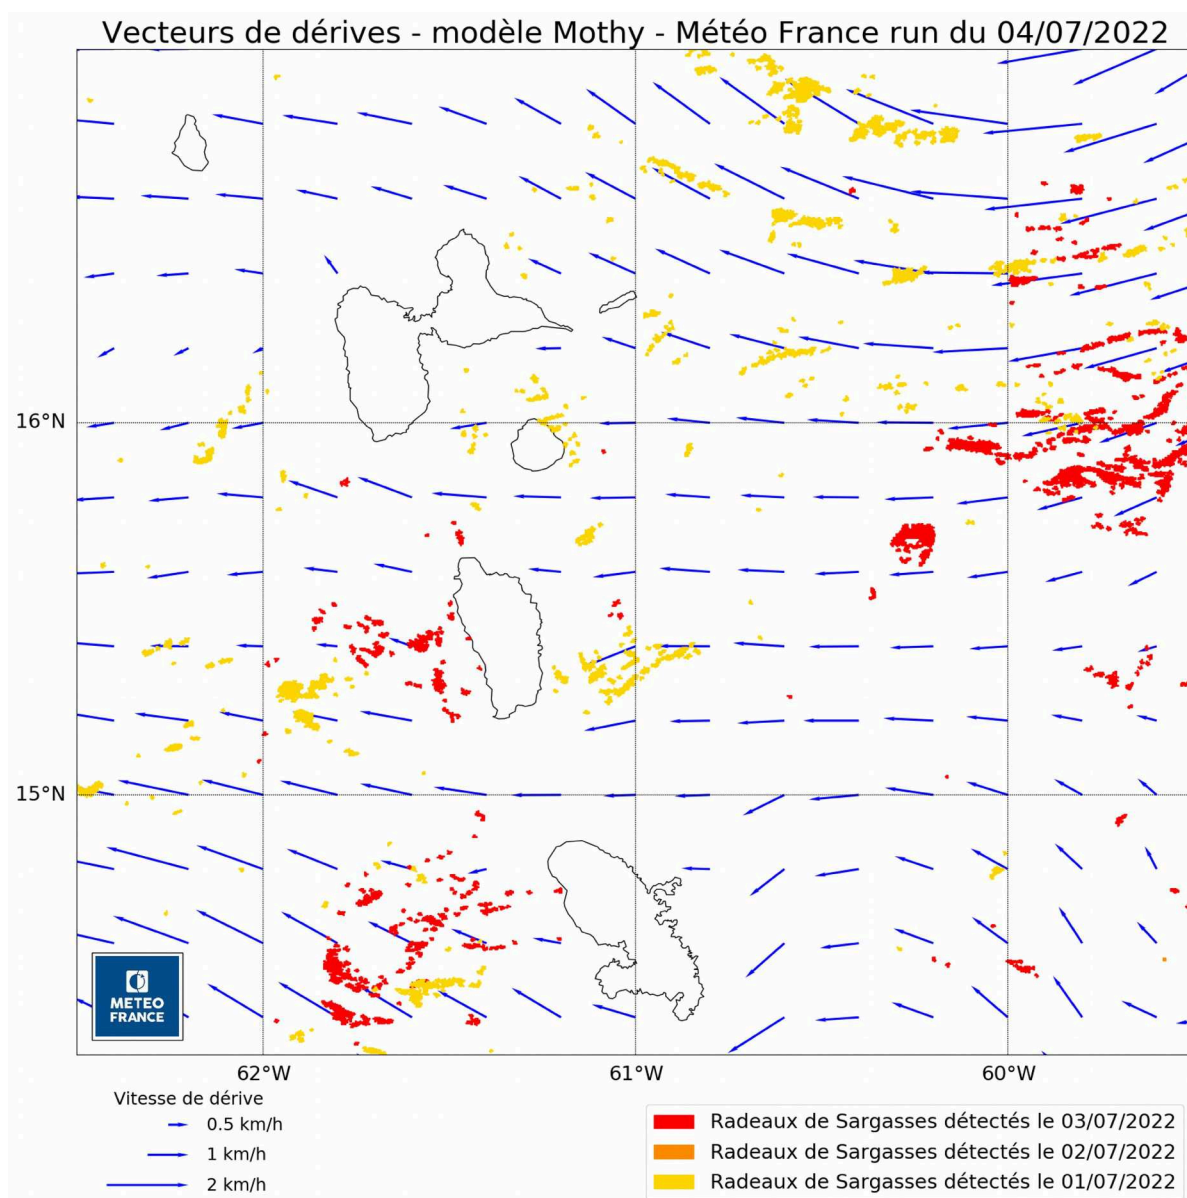 Vecteurs de dérives - modèle Mothy - Météo France run du 04/07/2022
16°N
15°N
METEO
FRANCE
62°W
61°W
60°W
Vitesse de dérive
0.5 km/h
1 km/h
2 km/h
Radeaux de Sargasses détectés le 03/07/2022
Radeaux de Sargasses détectés le 02/07/2022
Radeaux de Sargasses détectés le 01/07/2022